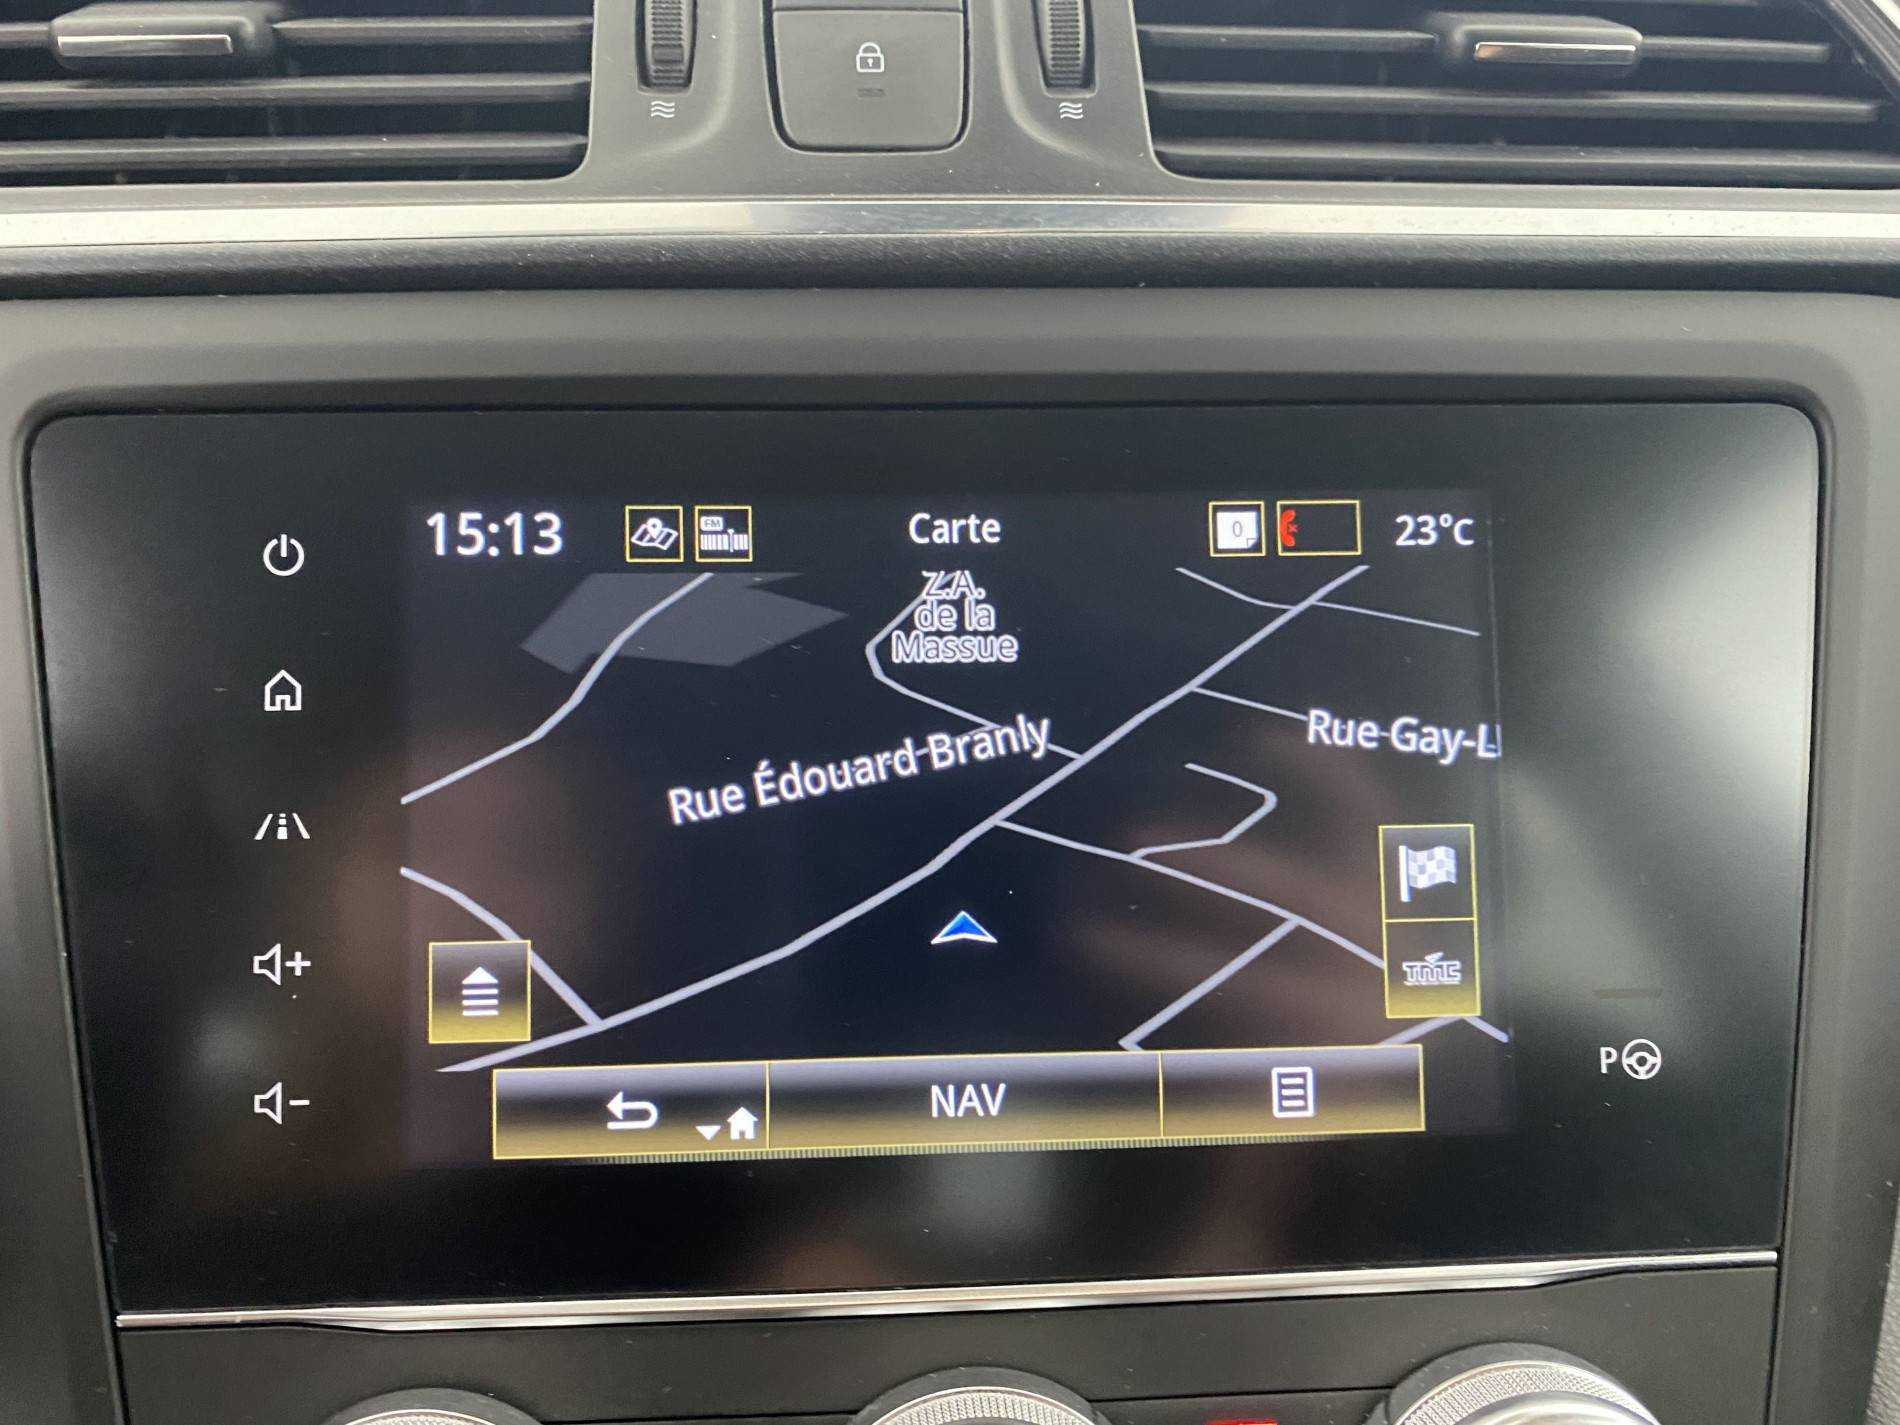 15:13
FM
Carte
0
23°C
Z.A.
de la
Massue
Rue Édouard Branly
Rue Gay-L
TMC
NAV
P